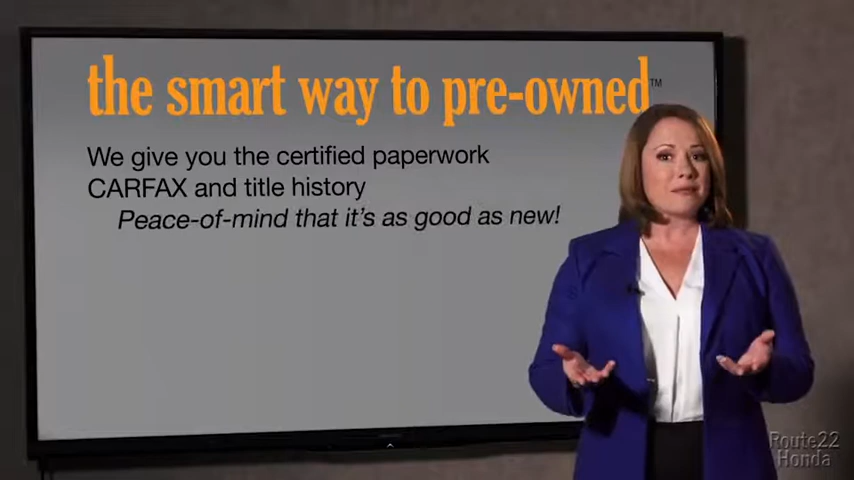 the smart way to pre-owned™
We give you the certified paperwork
CARFAX and title history
Peace-of-mind that it's as good as new!
Route22
Honda